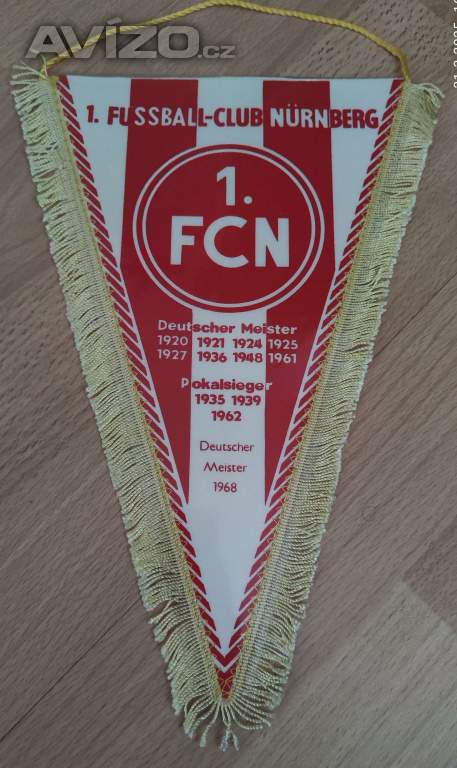 AVÍZO.cz
1. FUSSBALL-CLUB NÜRNBERG
1.
FCN
Deutscher Meister
1920 1921 1924 1925
1927 1936 1948 1961
Pokalsieger
1935 1939
1962
Deutscher
Meister
1968